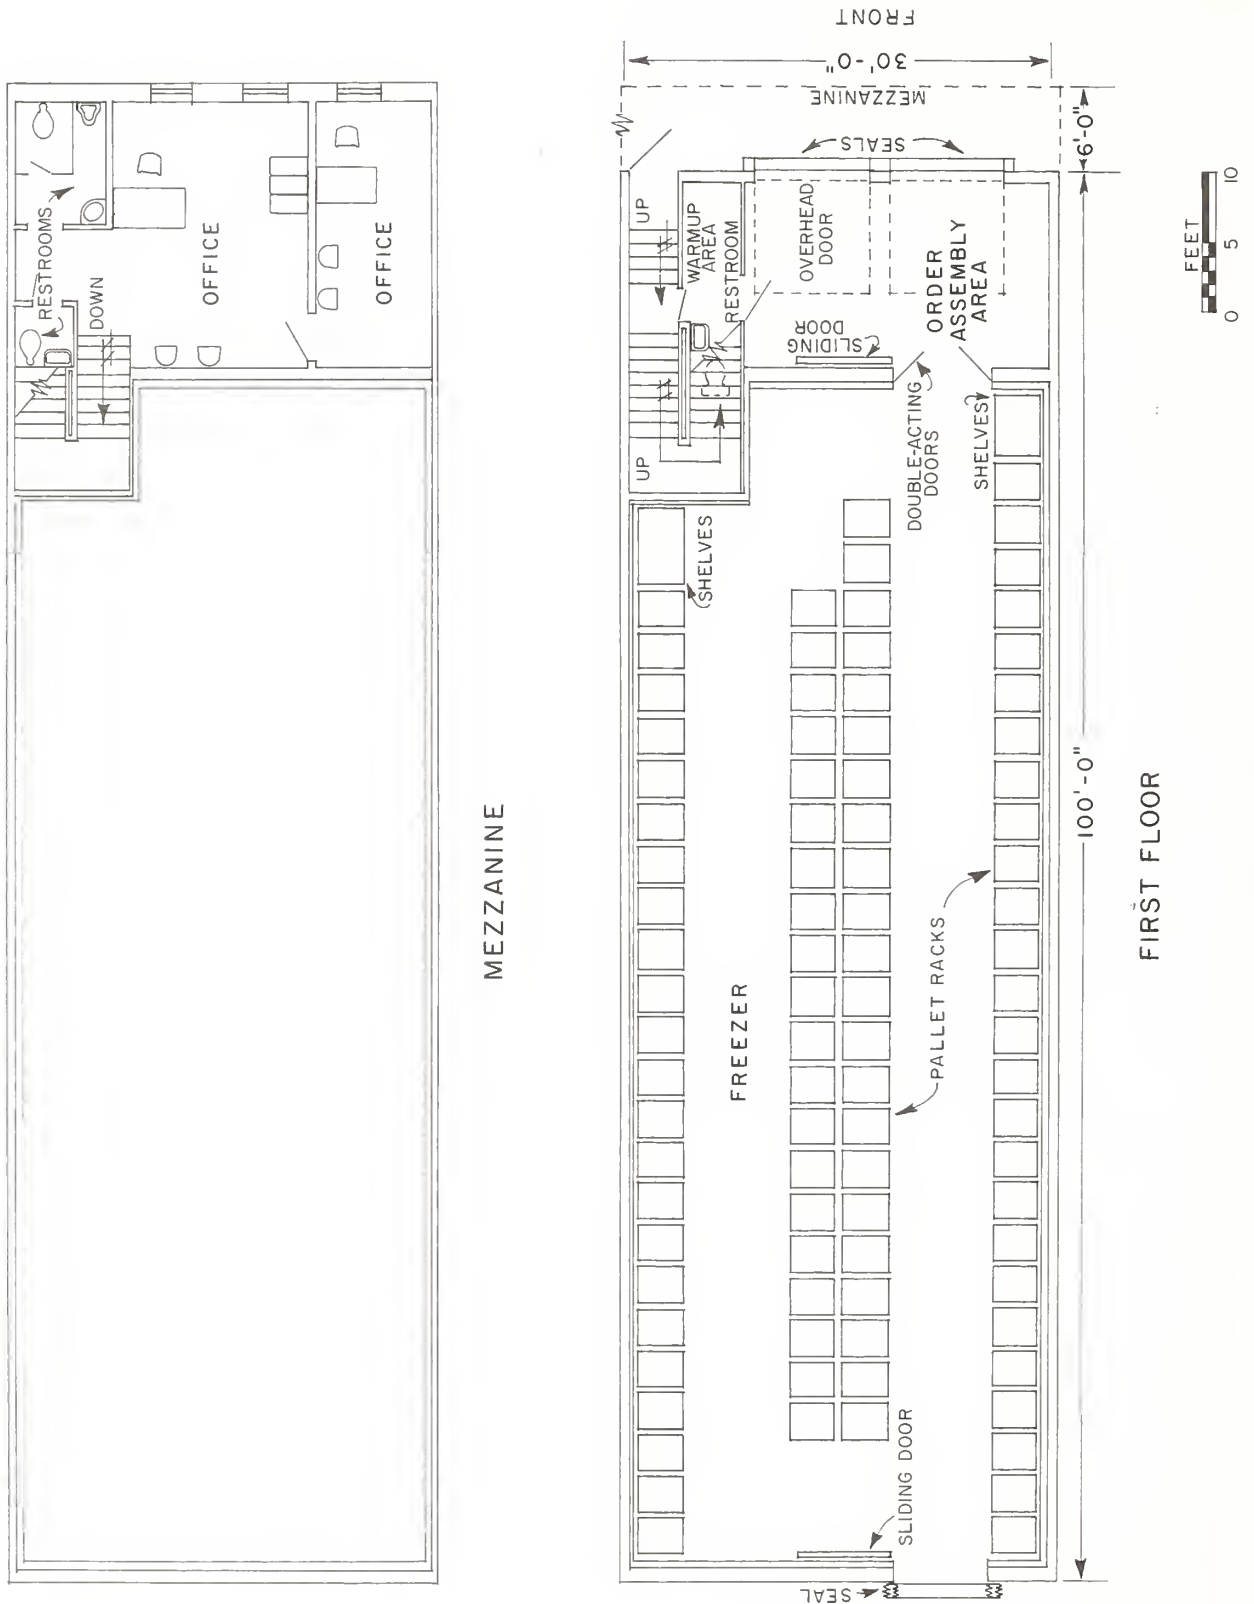 RESTROOMS
DOWN
OFFICE
OFFICE
MEZZANINE
FRONT
30'-0"
MEZZANINE
6'-0"
SEALS
UP
WARMUP
AREA
RESTROOM
OVERHEAD
DOOR
ORDER
ASSEMBLY
AREA
SLIDING
DOOR
UP
DOUBLE-ACTING
DOORS
SHELVES
SHELVES
FREEZER
PALLET RACKS
SLIDING DOOR
SEAL
100'-0"
FIRST FLOOR
FEET
0 5 10